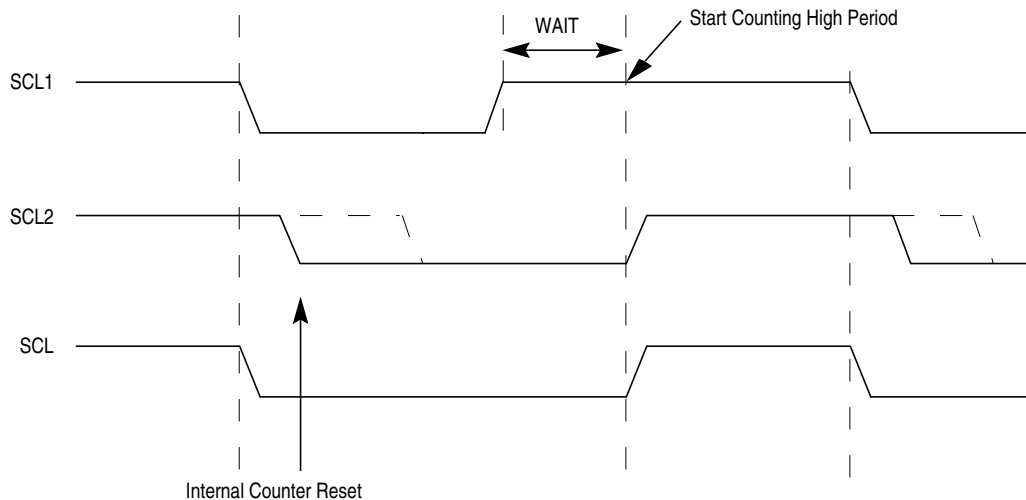 Start Counting High Period
WAIT
SCL1
SCL2
SCL
Internal Counter Reset